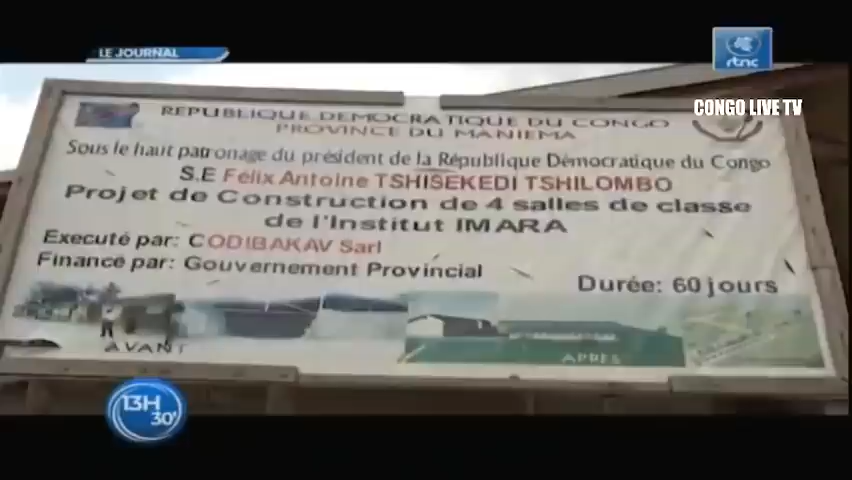 LE JOURNAL
rtnc
CONGO LIVE TV
REPUBLIQUE DEMOCRATIQUE DU CONGO
PROVINCE DU MANIEMA
Sous le haut patronage du président de la République Démocratique du Congo
S.E Félix Antoine TSHISEKEDI TSHILOMBO
Projet de Construction de 4 salles de classe
de l'Institut IMARA
Executé par: CODIBAKAV Sarl
Financé par: Gouvernement Provincial
Durée: 60 jours
AVANT
APRES
13H
30'